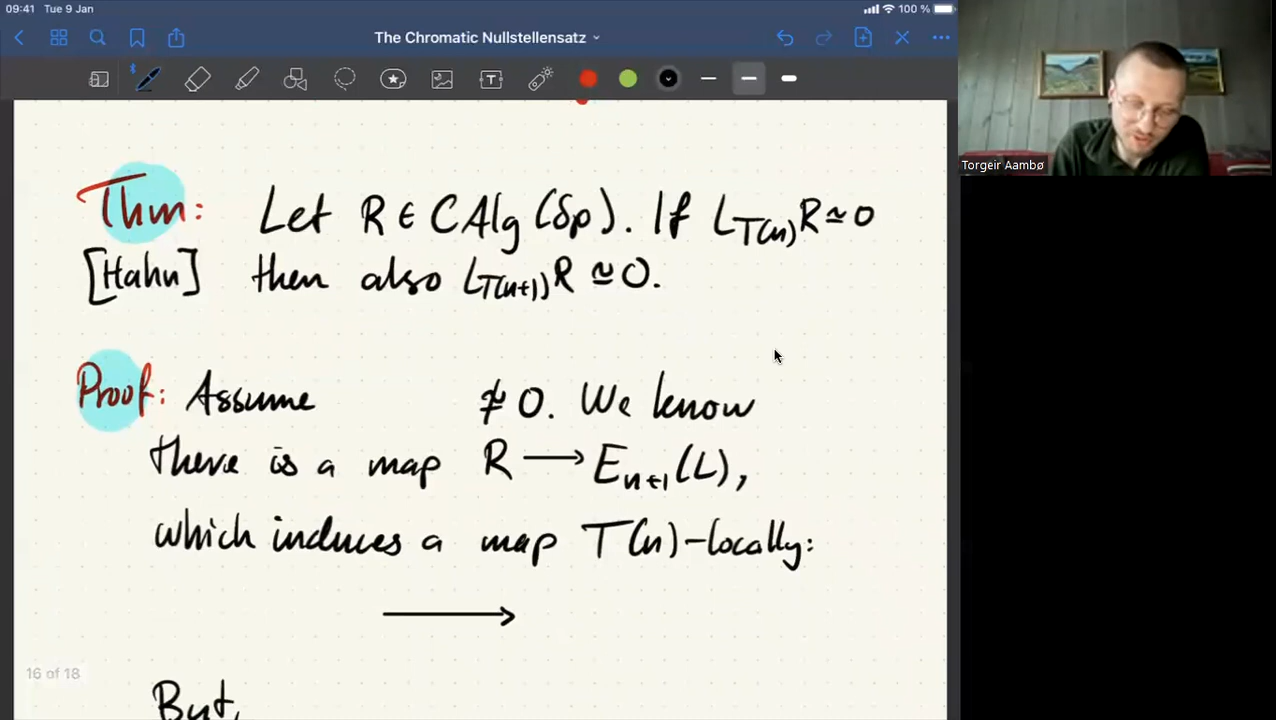 09:41 Tue 9 Jan
100 %
The Chromatic Nullstellensatz
Torgeir Aambø
Thm: Let R ∈ CAlg(Sp). If L_{T(n)}R ≃ 0
[Hahn] then also L_{T(n+1)}R ≃ 0.
Proof: Assume ≄ 0. We know
there is a map R ⟶ E_{n+1}(L),
which induces a map T(n)-locally:
⟶
16 of 18
But,